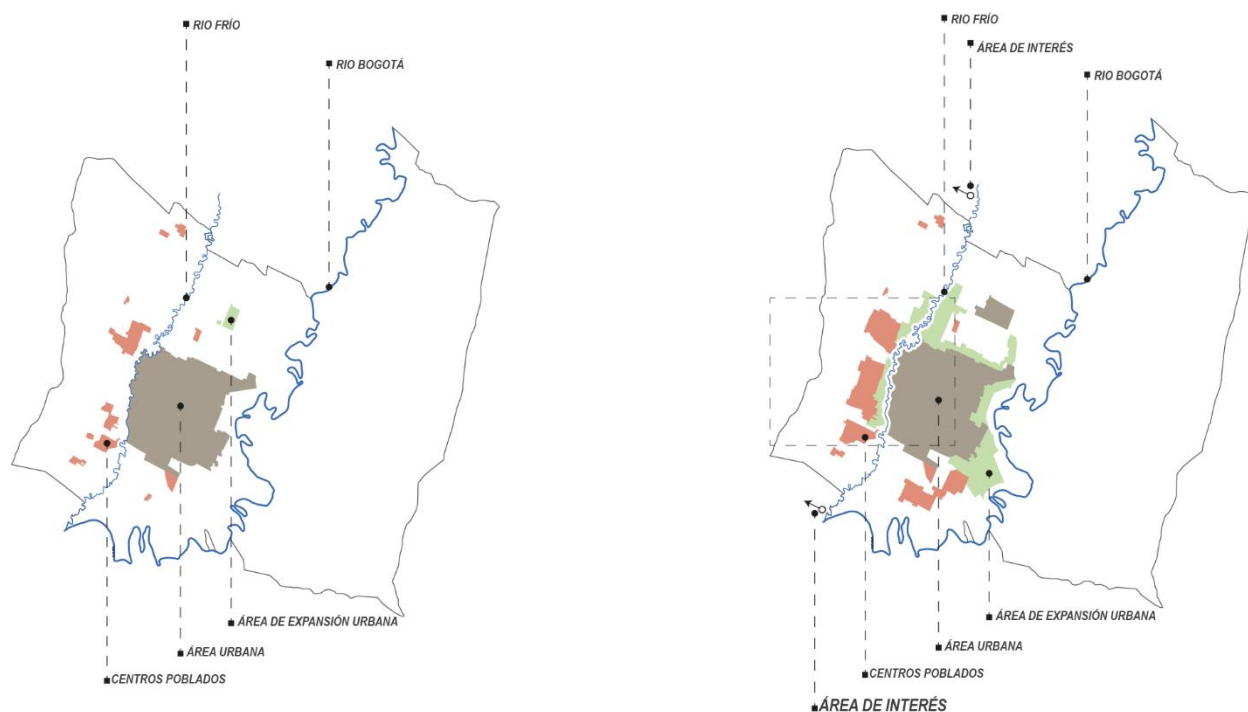 RIO FRÍO
RIO BOGOTÁ
ÁREA DE EXPANSIÓN URBANA
ÁREA URBANA
CENTROS POBLADOS
RIO FRÍO
ÁREA DE INTERÉS
RIO BOGOTÁ
ÁREA DE EXPANSIÓN URBANA
ÁREA URBANA
CENTROS POBLADOS
ÁREA DE INTERÉS